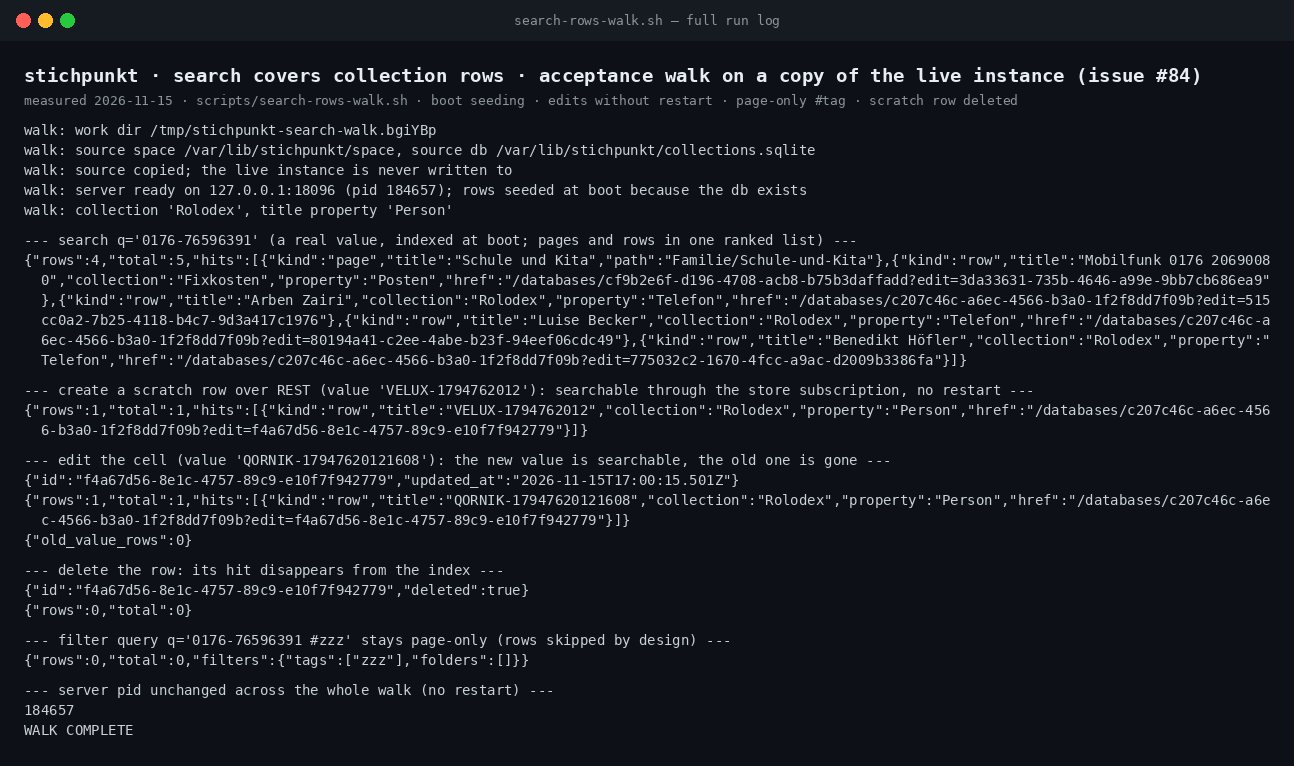 search-rows-walk.sh — full run log
stichpunkt · search covers collection rows · acceptance walk on a copy of the live instance (issue #84)
measured 2026-11-15 · scripts/search-rows-walk.sh · boot seeding · edits without restart · page-only #tag · scratch row deleted
walk: work dir /tmp/stichpunkt-search-walk.bgiYBp
walk: source space /var/lib/stichpunkt/space, source db /var/lib/stichpunkt/collections.sqlite
walk: source copied; the live instance is never written to
walk: server ready on 127.0.0.1:18096 (pid 184657); rows seeded at boot because the db exists
walk: collection 'Rolodex', title property 'Person'
--- search q='0176-76596391' (a real value, indexed at boot; pages and rows in one ranked list) ---
{"rows":4,"total":5,"hits":[{"kind":"page","title":"Schule und Kita","path":"Familie/Schule-und-Kita"},{"kind":"row","title":"Mobilfunk 0176 2069008
0","collection":"Fixkosten","property":"Posten","href":"/databases/cf9b2e6f-d196-4708-acb8-b75b3daffadd?edit=3da33631-735b-4646-a99e-9bb7cb686ea9"
},{"kind":"row","title":"Arben Zairi","collection":"Rolodex","property":"Telefon","href":"/databases/c207c46c-a6ec-4566-b3a0-1f2f8dd7f09b?edit=515
cc0a2-7b25-4118-b4c7-9d3a417c1976"},{"kind":"row","title":"Luise Becker","collection":"Rolodex","property":"Telefon","href":"/databases/c207c46c-a
6ec-4566-b3a0-1f2f8dd7f09b?edit=80194a41-c2ee-4abe-b23f-94eef06cdc49"},{"kind":"row","title":"Benedikt Höfler","collection":"Rolodex","property":"
Telefon","href":"/databases/c207c46c-a6ec-4566-b3a0-1f2f8dd7f09b?edit=775032c2-1670-4fcc-a9ac-d2009b3386fa"}]}
--- create a scratch row over REST (value 'VELUX-1794762012'): searchable through the store subscription, no restart ---
{"rows":1,"total":1,"hits":[{"kind":"row","title":"VELUX-1794762012","collection":"Rolodex","property":"Person","href":"/databases/c207c46c-a6ec-456
6-b3a0-1f2f8dd7f09b?edit=f4a67d56-8e1c-4757-89c9-e10f7f942779"}]}
--- edit the cell (value 'QORNIK-17947620121608'): the new value is searchable, the old one is gone ---
{"id":"f4a67d56-8e1c-4757-89c9-e10f7f942779","updated_at":"2026-11-15T17:00:15.501Z"}
{"rows":1,"total":1,"hits":[{"kind":"row","title":"QORNIK-17947620121608","collection":"Rolodex","property":"Person","href":"/databases/c207c46c-a6e
c-4566-b3a0-1f2f8dd7f09b?edit=f4a67d56-8e1c-4757-89c9-e10f7f942779"}]}
{"old_value_rows":0}
--- delete the row: its hit disappears from the index ---
{"id":"f4a67d56-8e1c-4757-89c9-e10f7f942779","deleted":true}
{"rows":0,"total":0}
--- filter query q='0176-76596391 #zzz' stays page-only (rows skipped by design) ---
{"rows":0,"total":0,"filters":{"tags":["zzz"],"folders":[]}}
--- server pid unchanged across the whole walk (no restart) ---
184657
WALK COMPLETE